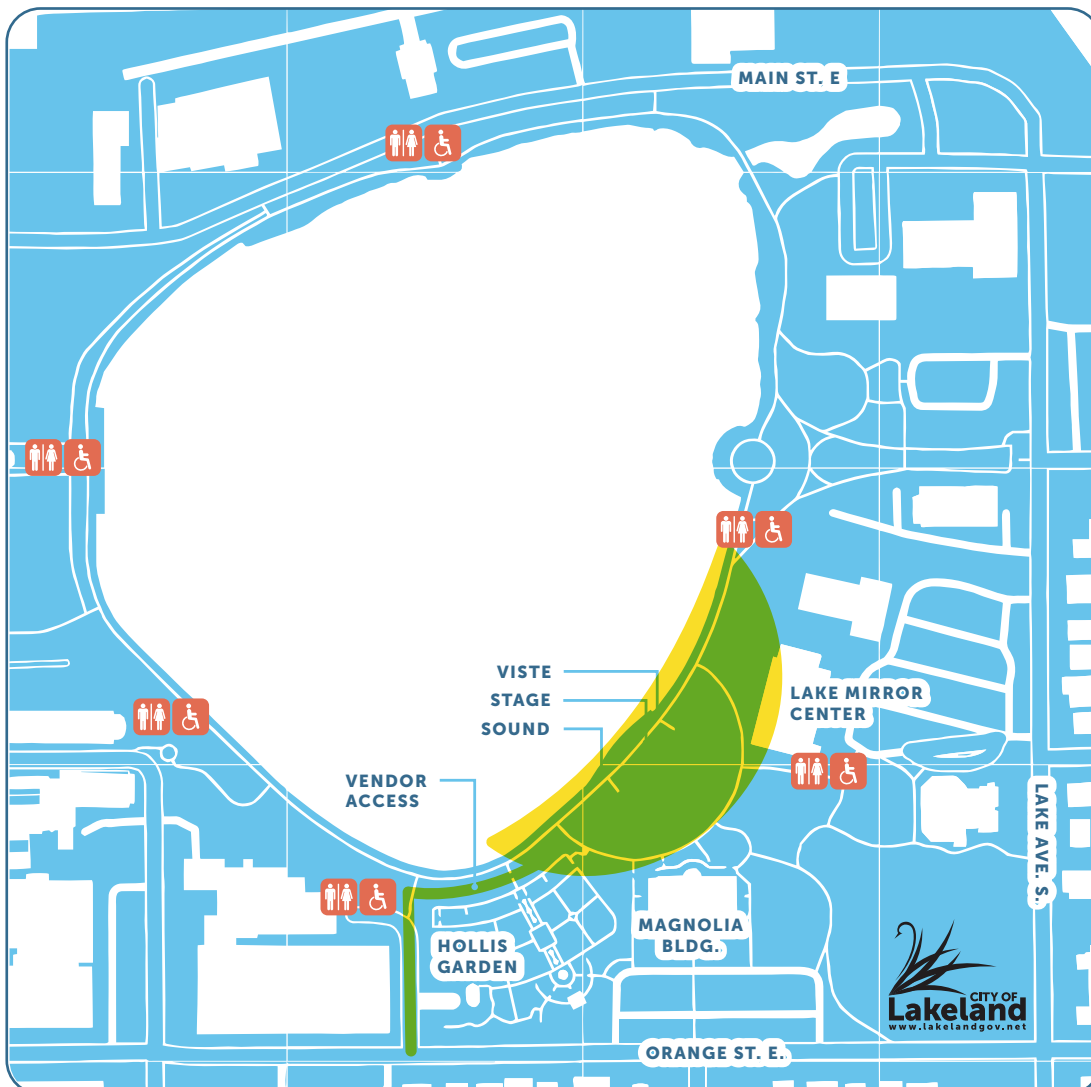 MAIN ST. E
VISTE
STAGE
SOUND
LAKE MIRROR
CENTER
VENDOR
ACCESS
LAKE AVE. S.
HOLLIS
GARDEN
MAGNOLIA
BLDG.
CITY OF
Lakeland
www.lakelandgov.net
ORANGE ST. E.